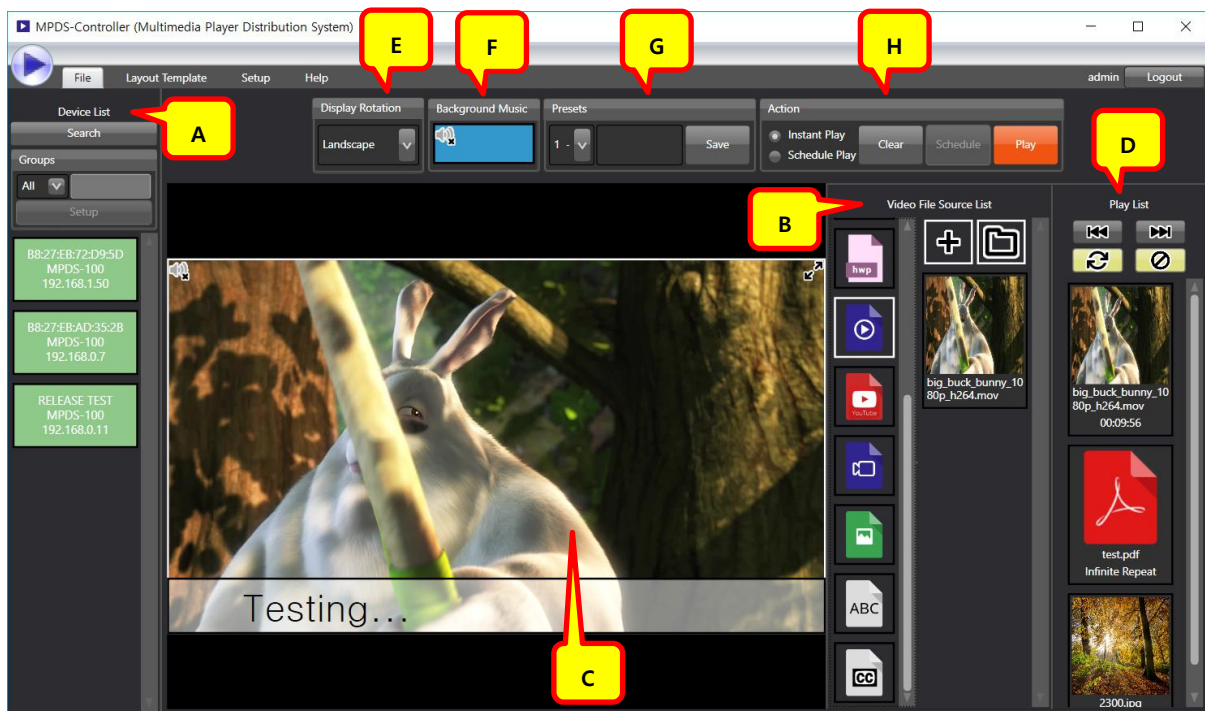 MPDS-Controller (Multimedia Player Distribution System)
E
F
G
H
File
Layout Template
Setup
Help
admin
Logout
Device List
A
Search
Groups
All
Setup
Display Rotation
Landscape
Background Music
Presets
1 -
Save
Action
Instant Play
Schedule Play
Clear
Schedule
Play
D
B
B8:27:EB:72:D9:5D
MPDS-100
192.168.1.50
B8:27:EB:AD:35:2B
MPDS-100
192.168.0.7
RELEASE TEST
MPDS-100
192.168.0.11
Testing...
C
Video File Source List
hwp
YouTube
ABC
CC
big_buck_bunny_10
80p_h264.mov
Play List
big_buck_bunny_10
80p_h264.mov
00:09:56
test.pdf
Infinite Repeat
2300.jpg